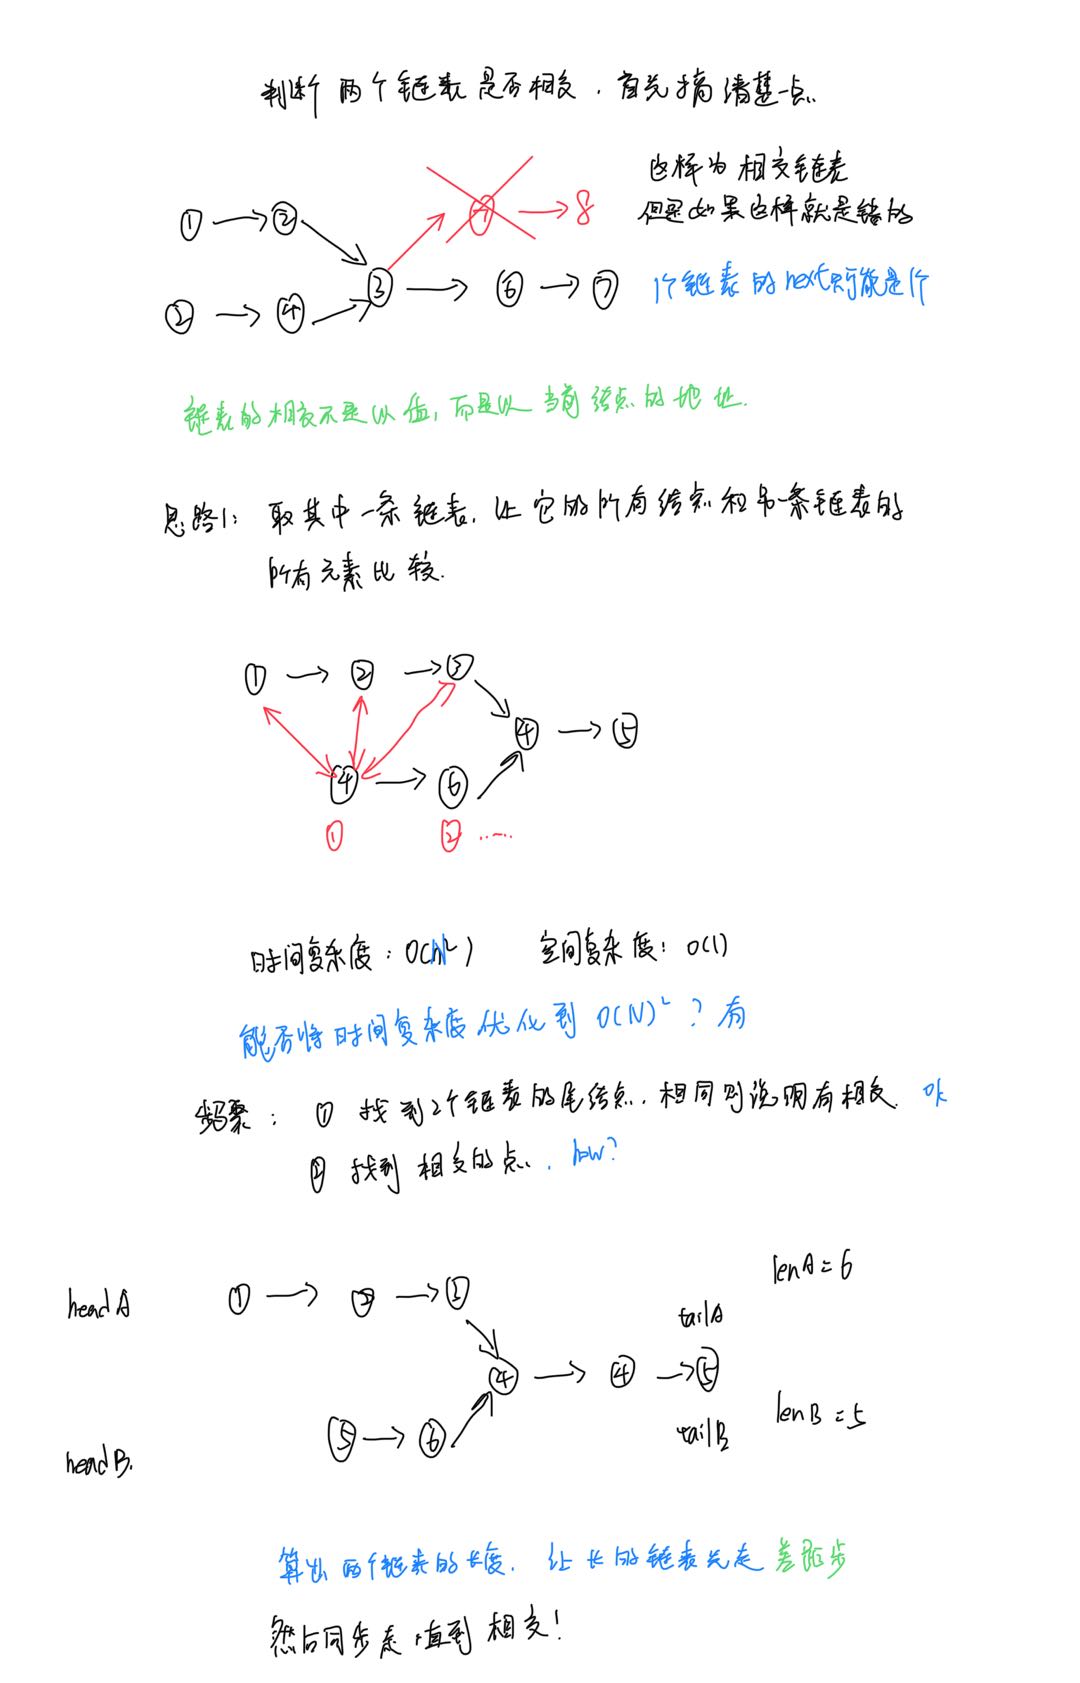 判断两个链表是否相交，首先搞清楚一点
这样为相交链表
但是如果这样就是错的
① → ② 7 → 8
③ → ⑥ → ⑦ 1个链表的next只可能是1个
② → ④
链表的相交不是以值，而是以当前结点的地址.
思路1: 取其中一条链表，让它的所有结点和另一条链表的
所有元素比较.
① → ② → ③
④ → ⑤
④ → ⑥
① ② ......
时间复杂度：O(N²) 空间复杂度：O(1)
能否将时间复杂度优化到 O(N)²？有
步骤： ① 找到2个链表的尾结点，相同则说明有相交. ok
② 找到相交的点. how?
lenA = 6
headA ① → ② → ③ tailA
④ → ④ → ⑤
lenB = 5
⑤ → ⑥ tailB
headB.
算出两个链表的长度. 让长的链表先走差距步
然后同步走，直到相交！